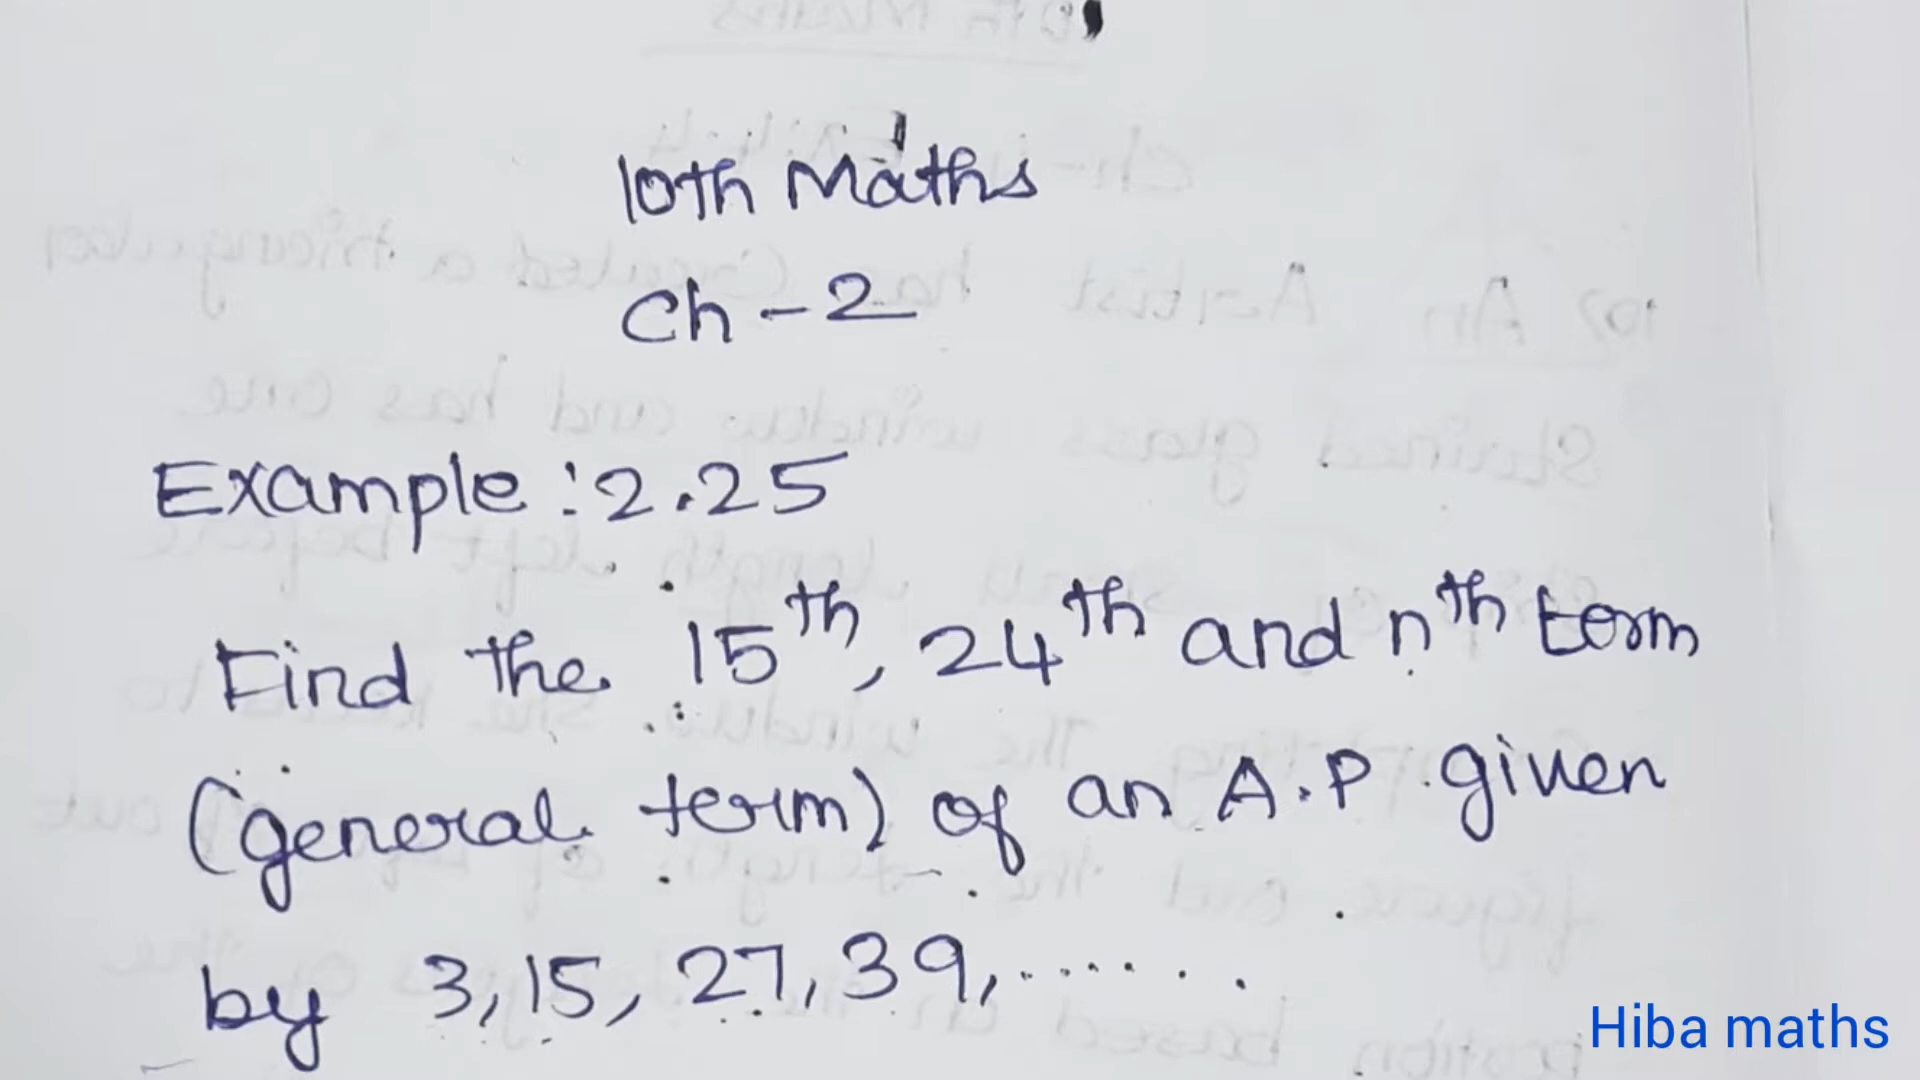 10th Maths
Ch - 2
Example : 2.25
Find the 15th, 24th and nth term
(general term) of an A.P. given
by 3, 15, 27, 39, ......
Hiba maths